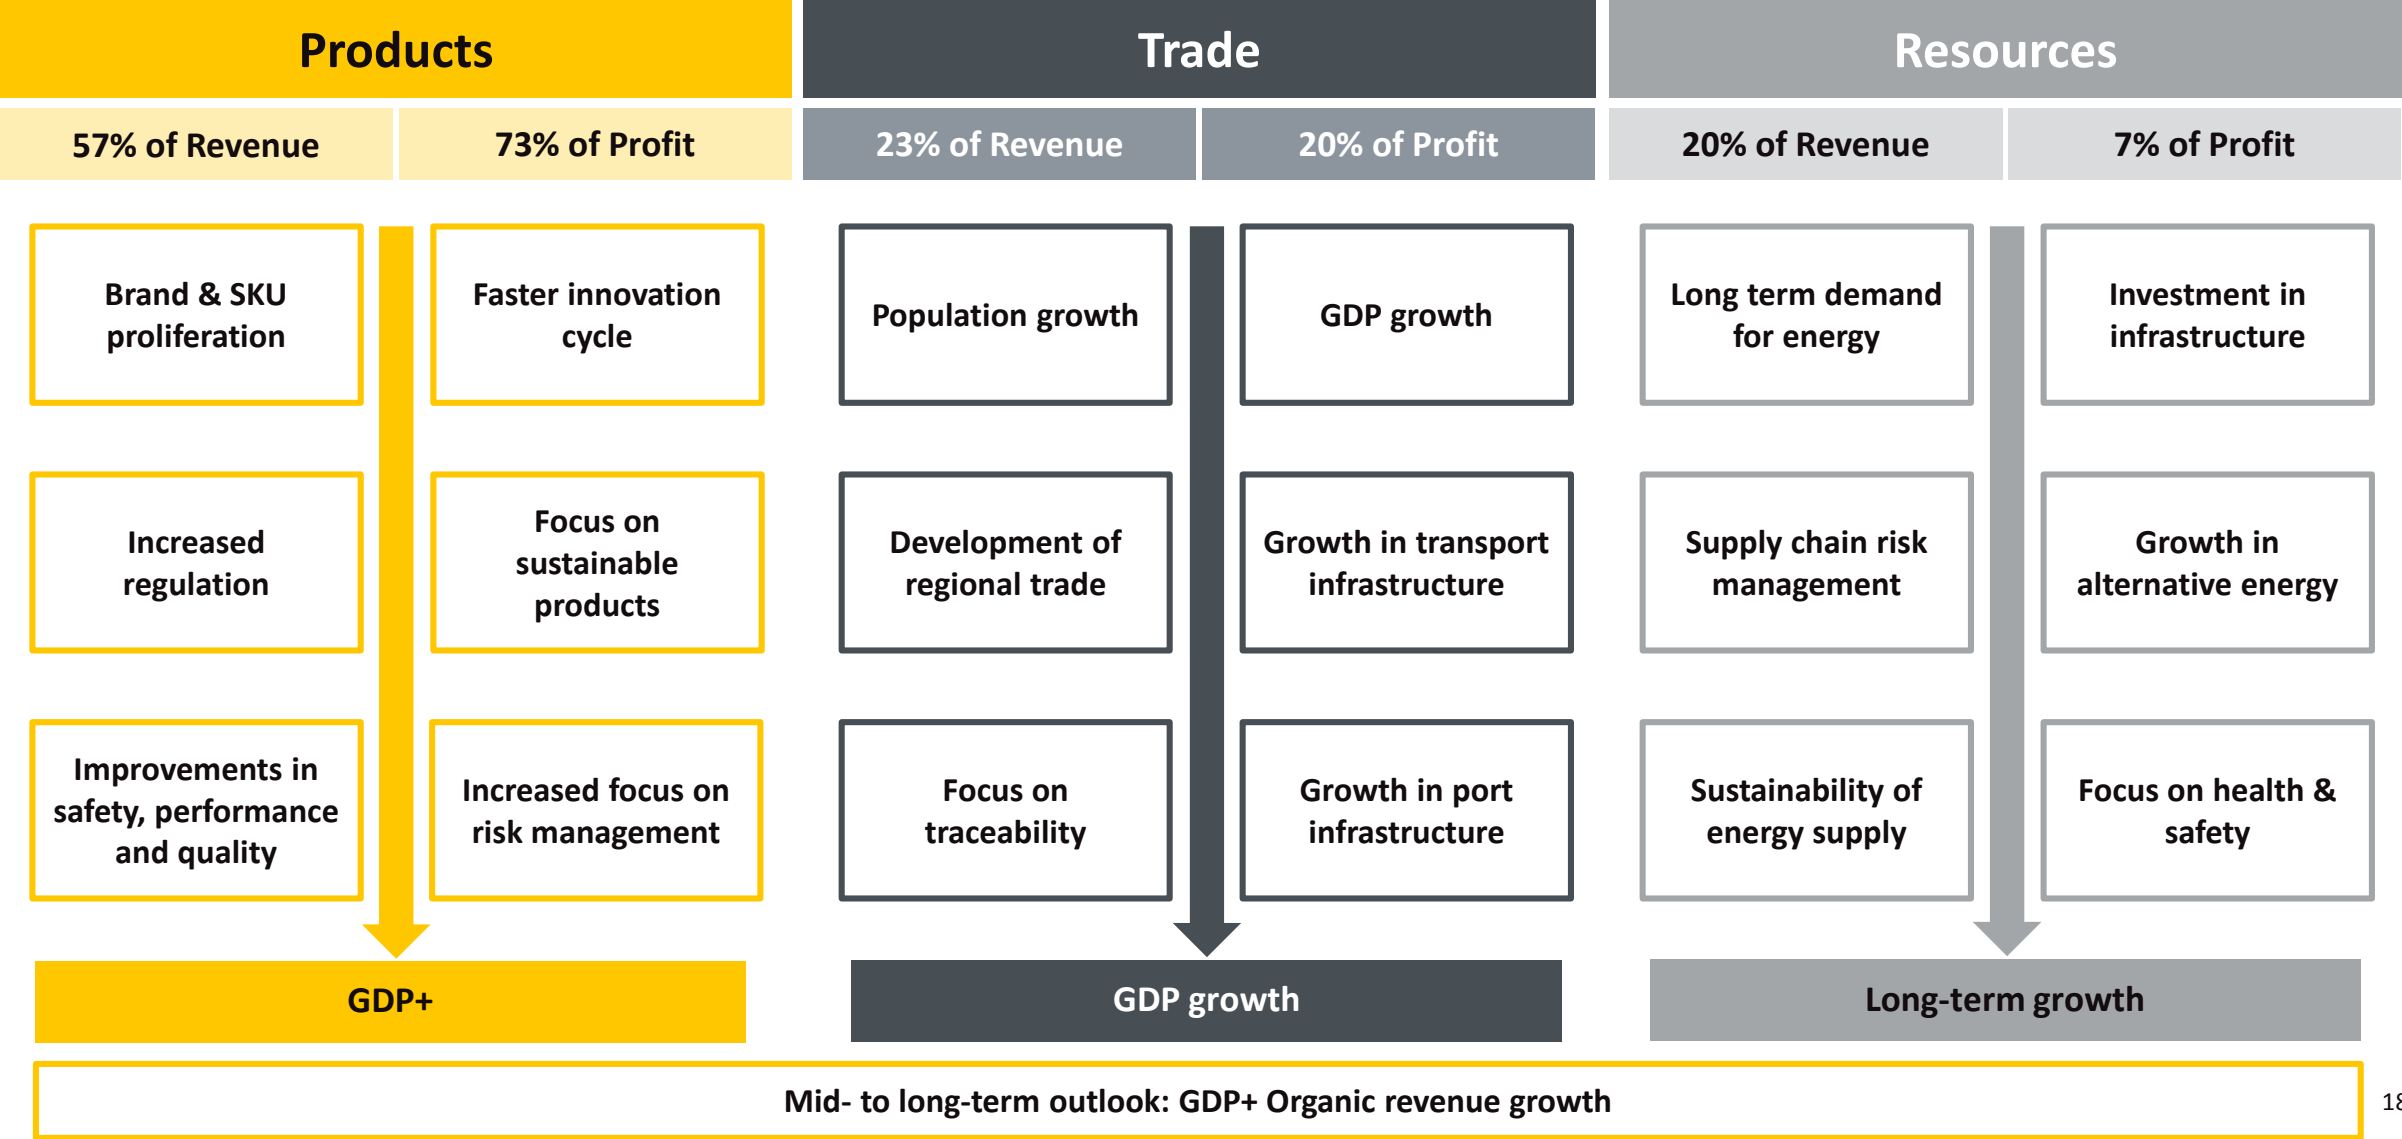 Products
57% of Revenue
73% of Profit
Brand & SKU
proliferation
Faster innovation
cycle
Increased
regulation
Focus on
sustainable
products
Improvements in
safety, performance
and quality
Increased focus on
risk management
GDP+
Trade
23% of Revenue
20% of Profit
Population growth
GDP growth
Development of
regional trade
Growth in transport
infrastructure
Focus on
traceability
Growth in port
infrastructure
GDP growth
Resources
20% of Revenue
7% of Profit
Long term demand
for energy
Investment in
infrastructure
Supply chain risk
management
Growth in
alternative energy
Sustainability of
energy supply
Focus on health &
safety
Long-term growth
Mid- to long-term outlook: GDP+ Organic revenue growth
18